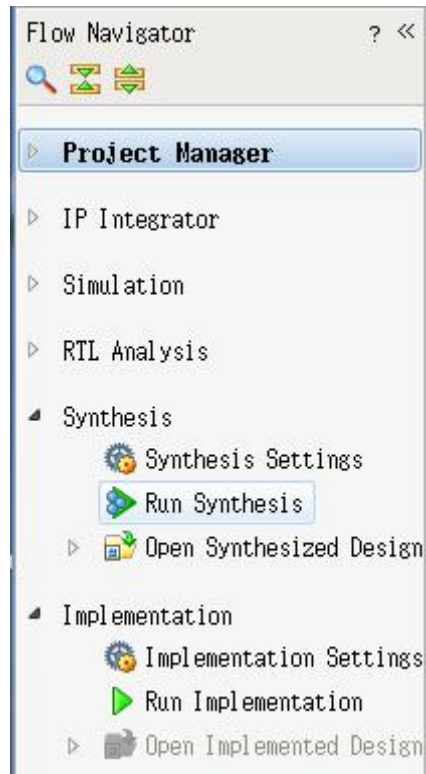 Flow Navigator ? «
Project Manager
IP Integrator
Simulation
RTL Analysis
Synthesis
Synthesis Settings
Run Synthesis
Open Synthesized Design
Implementation
Implementation Settings
Run Implementation
Open Implemented Design